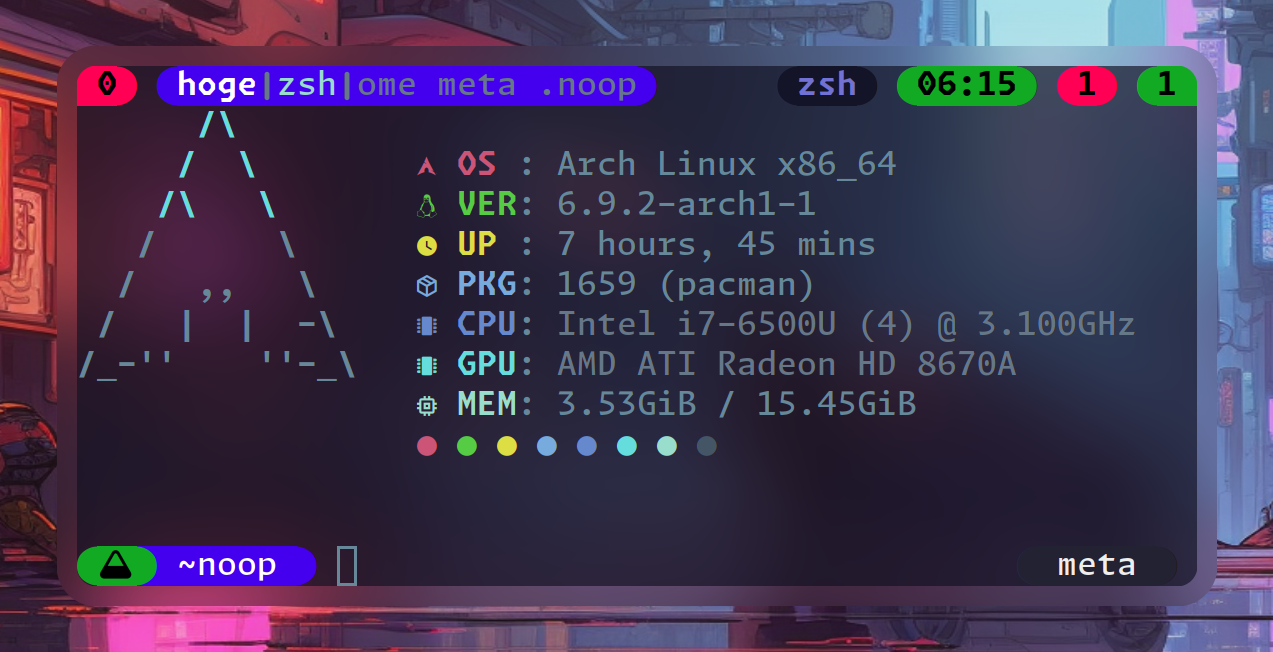 0 hoge|zsh|ome meta .noop zsh 06:15 1 1
OS : Arch Linux x86_64
VER: 6.9.2-arch1-1
UP : 7 hours, 45 mins
PKG: 1659 (pacman)
CPU: Intel i7-6500U (4) @ 3.100GHz
GPU: AMD ATI Radeon HD 8670A
MEM: 3.53GiB / 15.45GiB
~noop meta